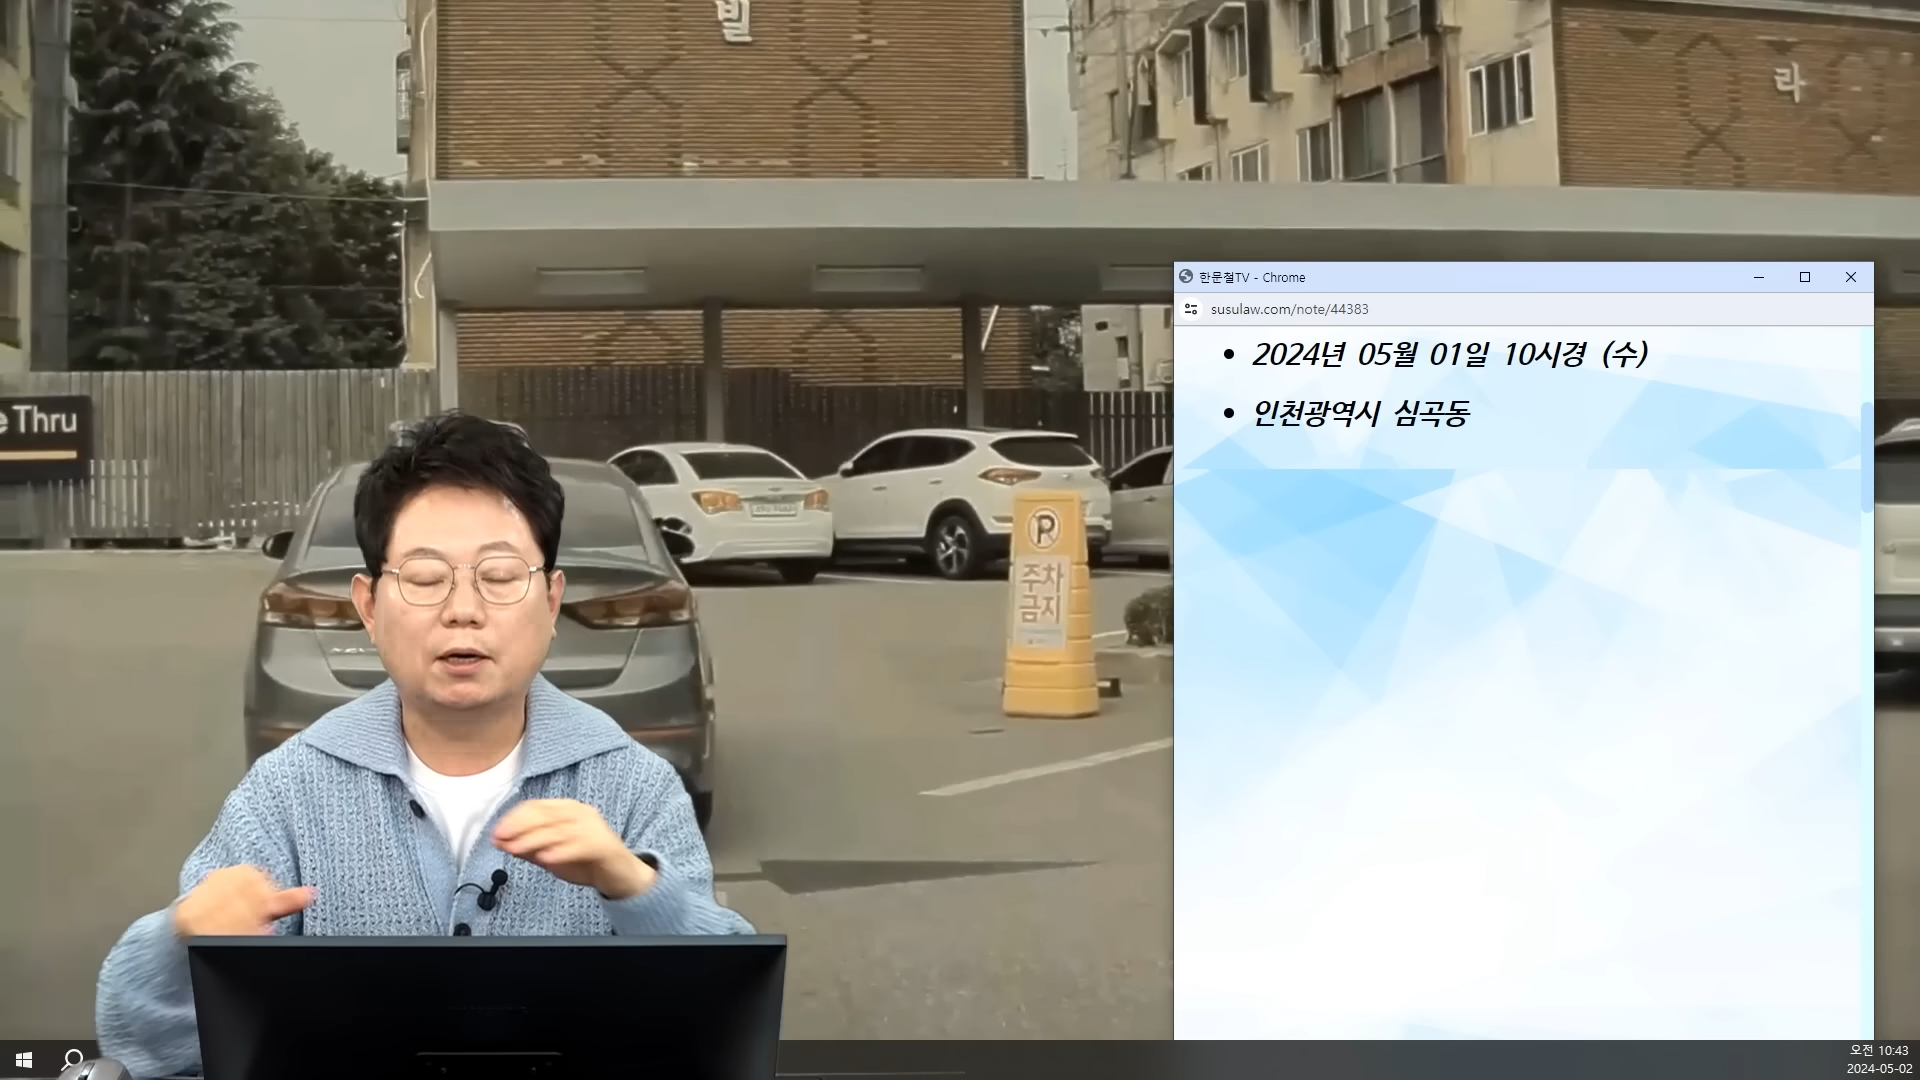 빌
라
e Thru
주차
금지
한문철TV - Chrome
susulaw.com/note/44383
• 2024년 05월 01일 10시경 (수)
• 인천광역시 심곡동
오전 10:43
2024-05-02